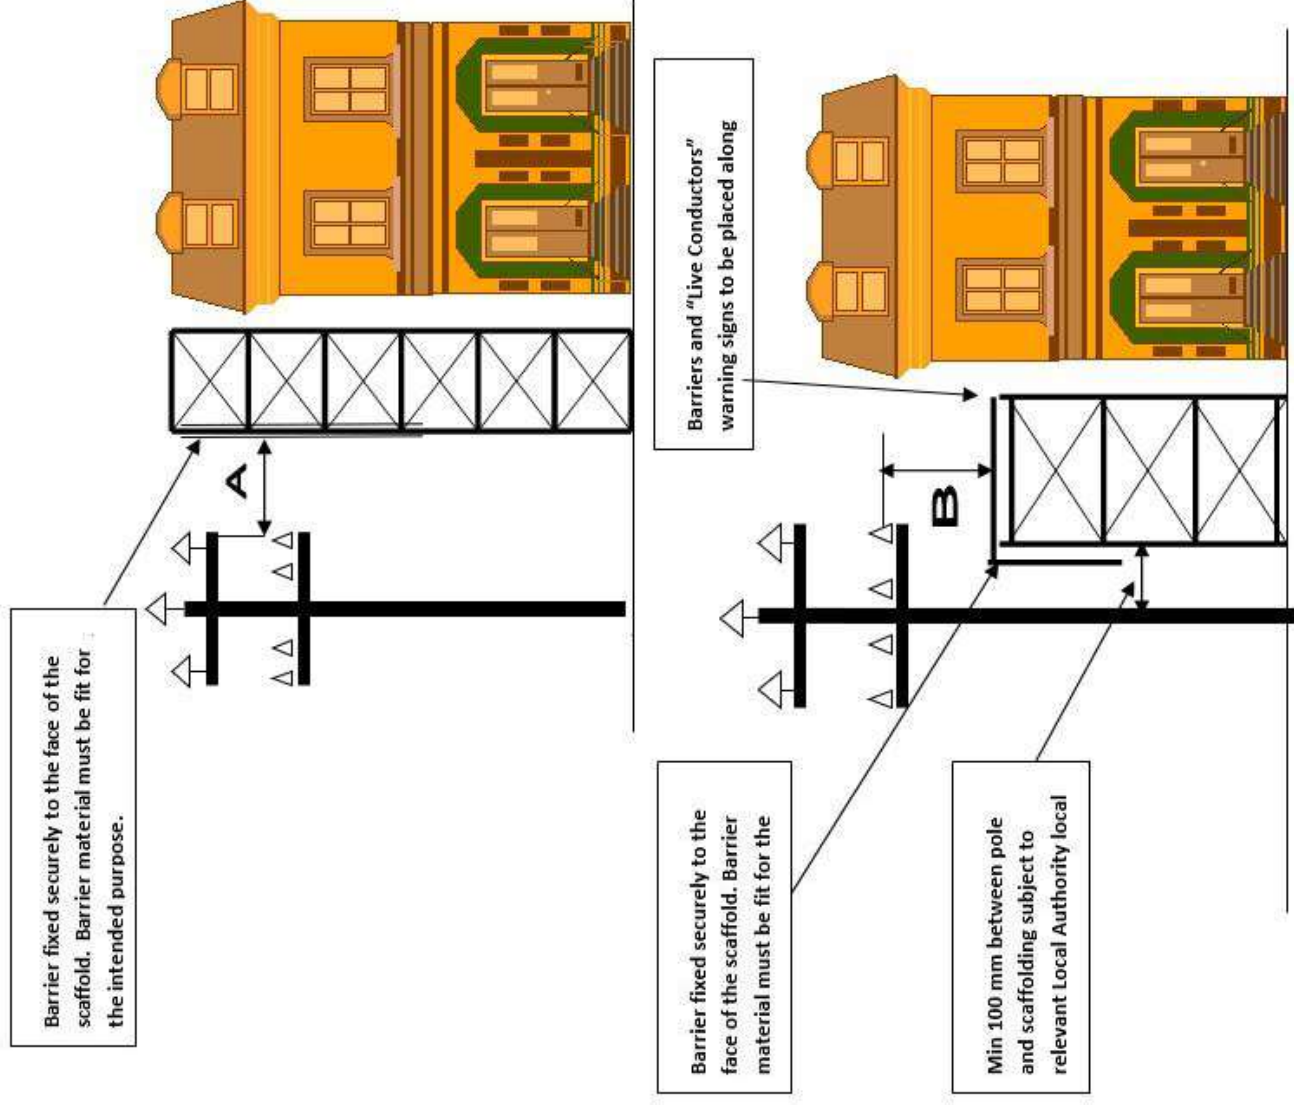 Barrier fixed securely to the face of the
scaffold. Barrier material must be fit for
the intended purpose.
A
Barriers and “Live Conductors”
warning signs to be placed along
B
Barrier fixed securely to the
face of the scaffold. Barrier
material must be fit for the
Min 100 mm between pole
and scaffolding subject to
relevant Local Authority local